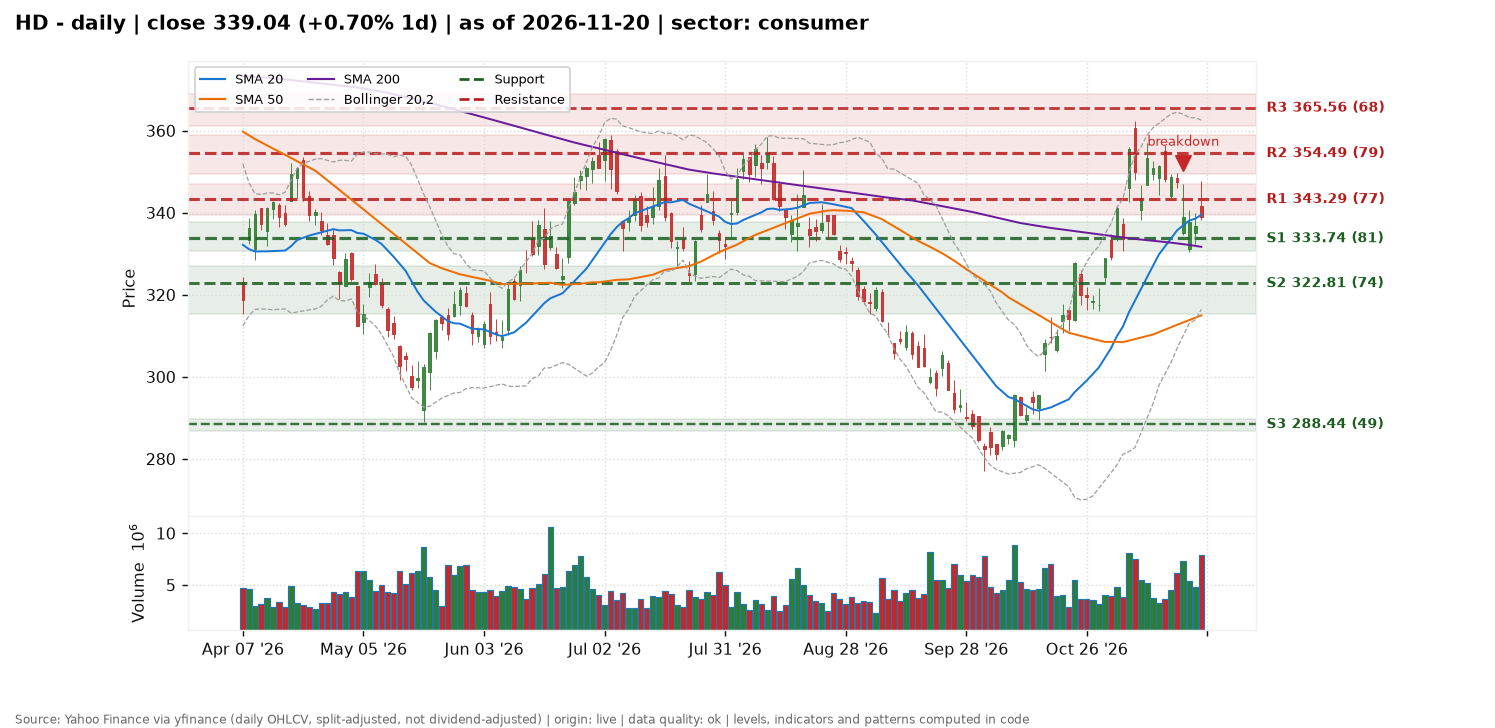 HD - daily | close 339.04 (+0.70% 1d) | as of 2026-11-20 | sector: consumer
SMA 20
SMA 50
SMA 200
Bollinger 20,2
Support
Resistance
breakdown
R3 365.56 (68)
R2 354.49 (79)
R1 343.29 (77)
S1 333.74 (81)
S2 322.81 (74)
S3 288.44 (49)
Price
360
340
320
300
280
Volume 10⁶
10
5
Apr 07 '26 May 05 '26 Jun 03 '26 Jul 02 '26 Jul 31 '26 Aug 28 '26 Sep 28 '26 Oct 26 '26
Source: Yahoo Finance via yfinance (daily OHLCV, split-adjusted, not dividend-adjusted) | origin: live | data quality: ok | levels, indicators and patterns computed in code